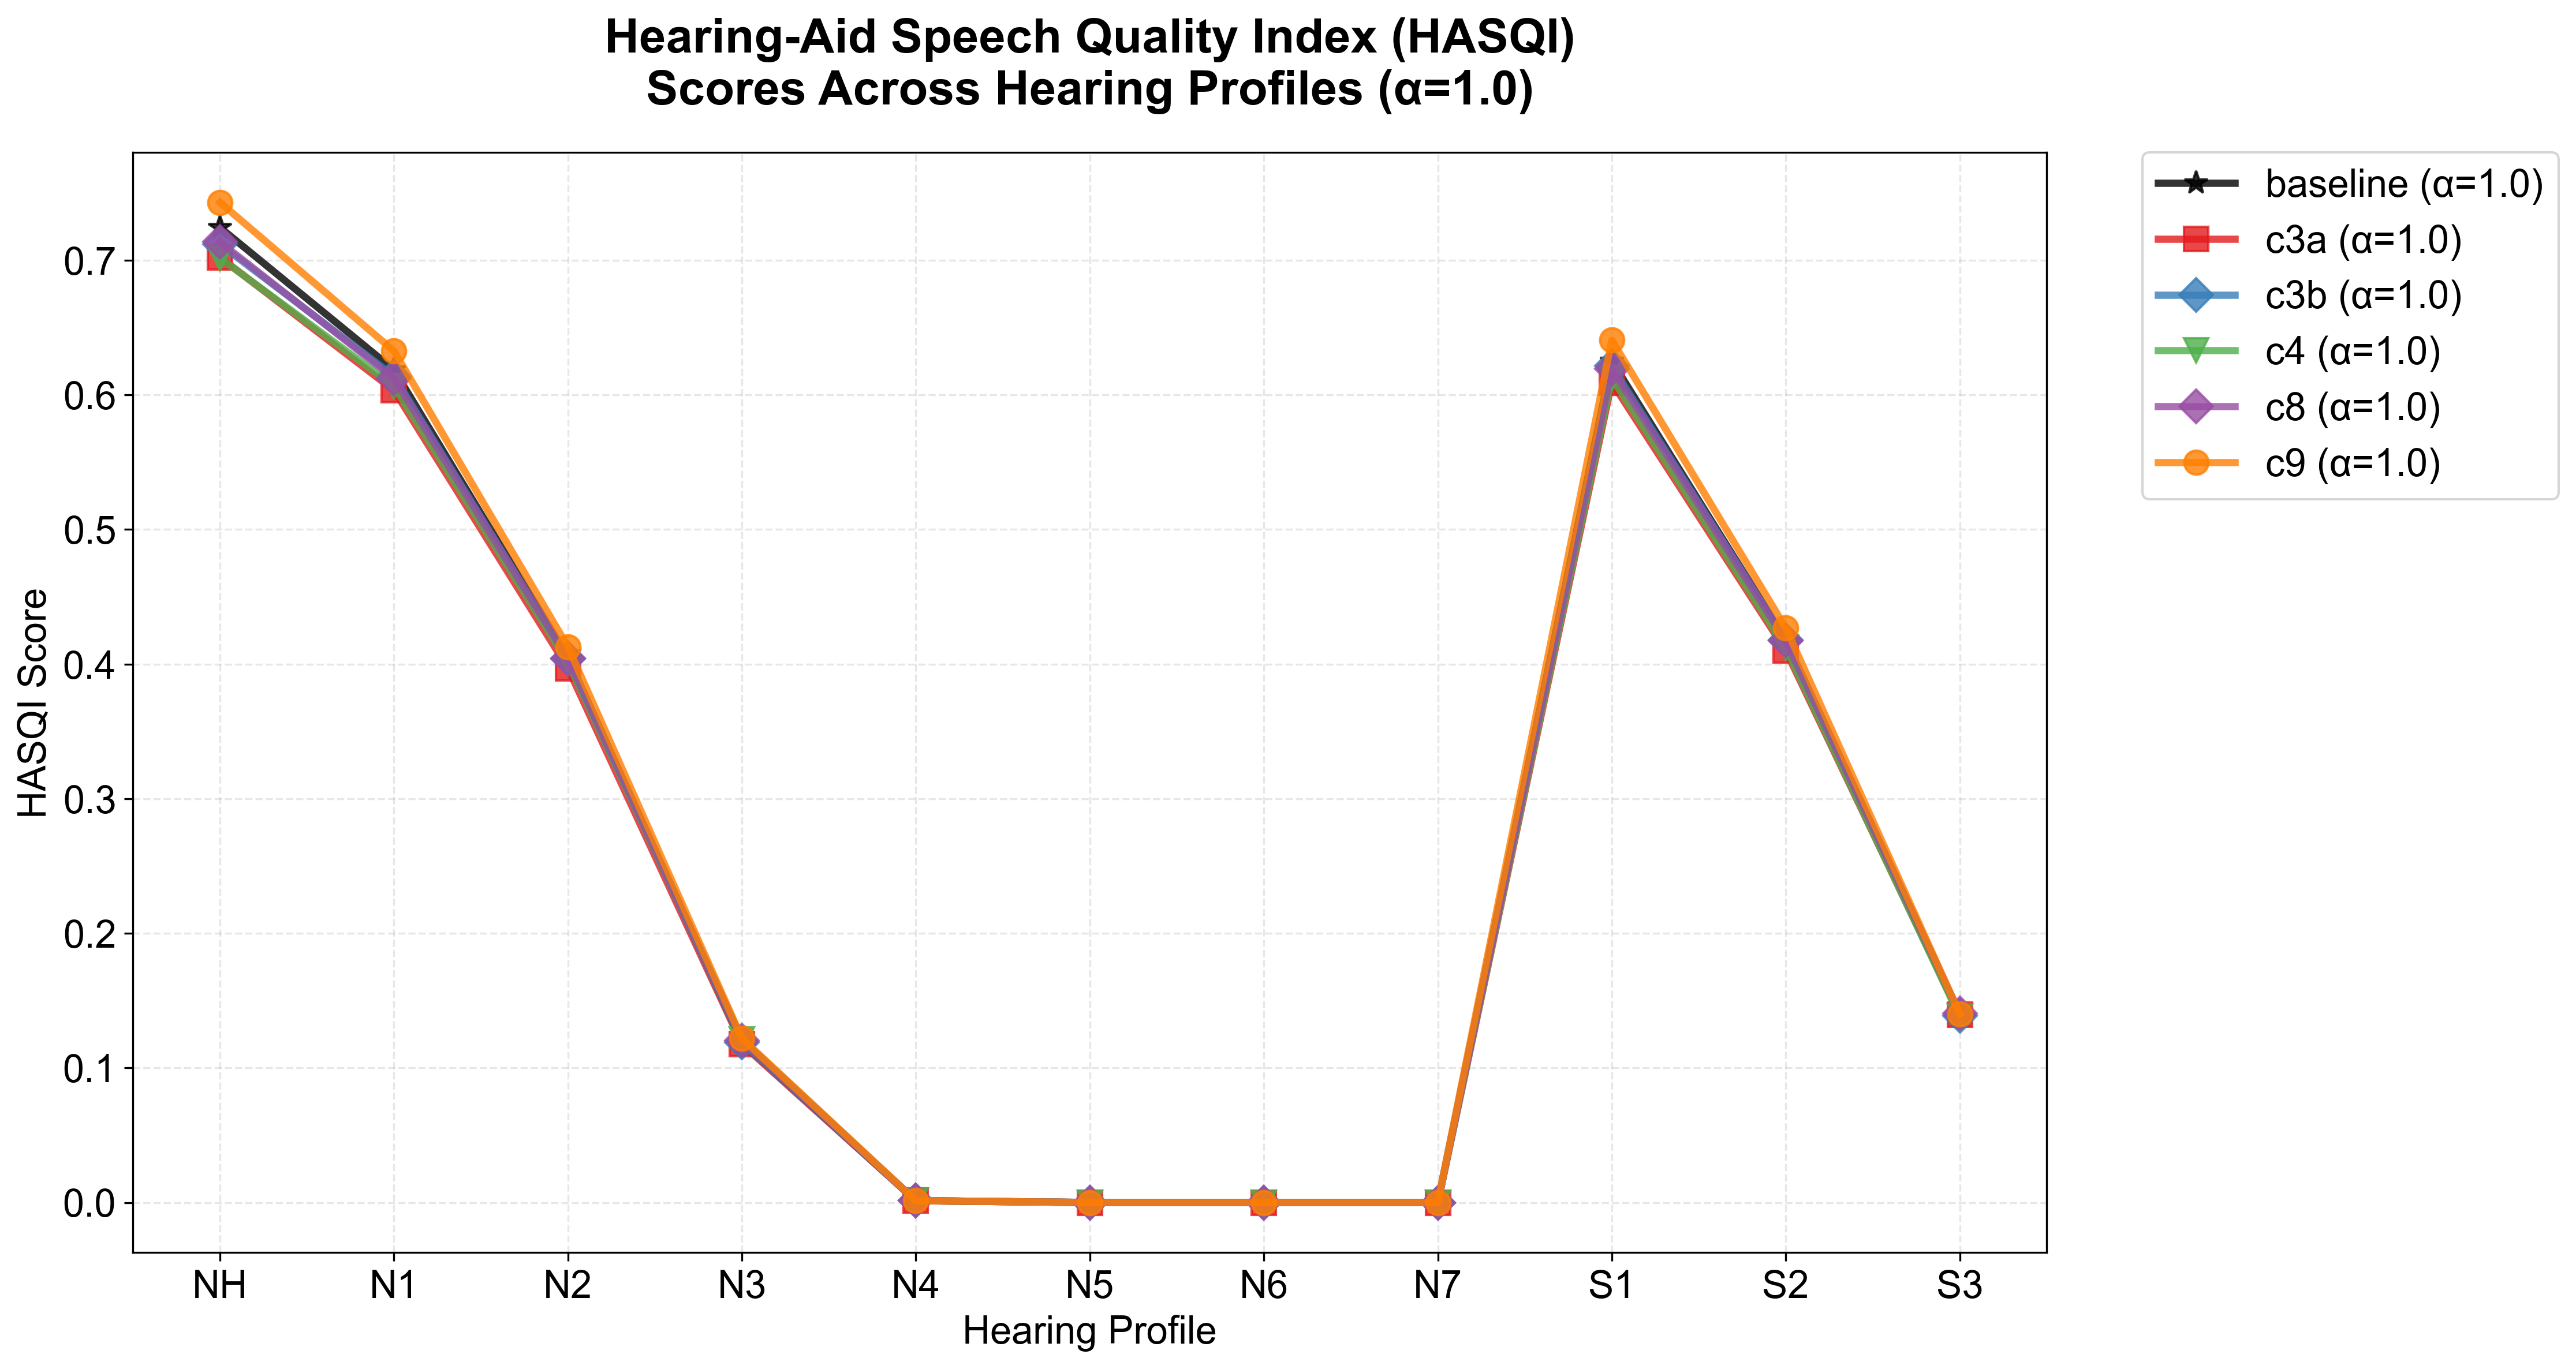 Hearing-Aid Speech Quality Index (HASQI)
Scores Across Hearing Profiles (α=1.0)
baseline (α=1.0)
c3a (α=1.0)
c3b (α=1.0)
c4 (α=1.0)
c8 (α=1.0)
c9 (α=1.0)
HASQI Score
0.7
0.6
0.5
0.4
0.3
0.2
0.1
0.0
NH N1 N2 N3 N4 N5 N6 N7 S1 S2 S3
Hearing Profile